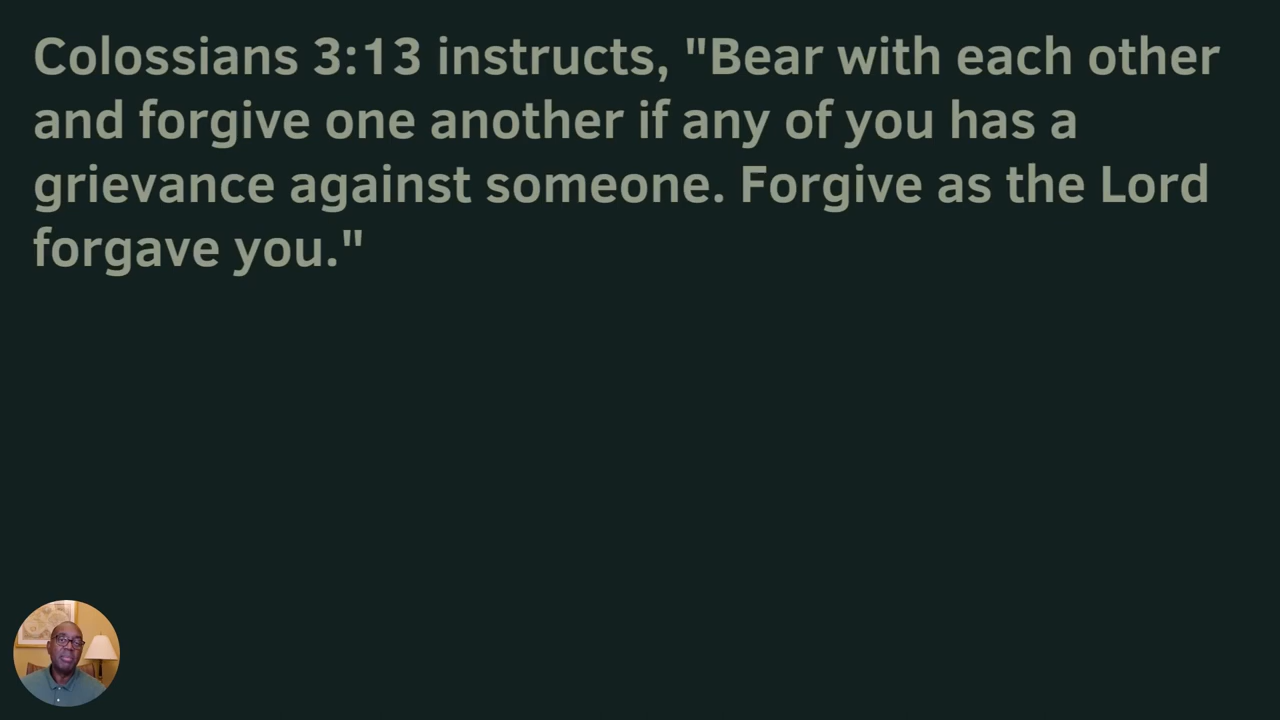 Colossians 3:13 instructs, "Bear with each other
and forgive one another if any of you has a
grievance against someone. Forgive as the Lord
forgave you."